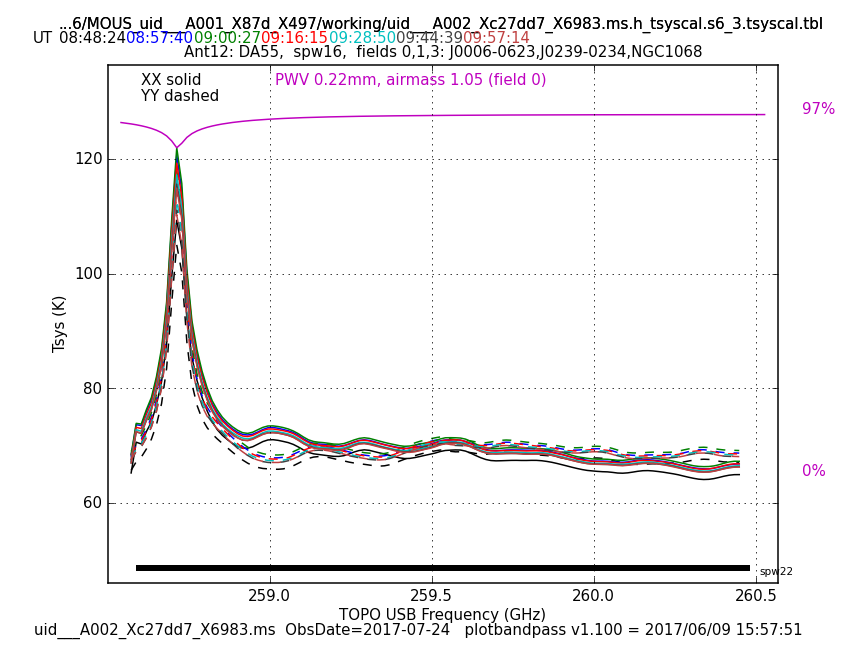 ...6/MOUS_uid___A001_X87d_X497/working/uid___A002_Xc27dd7_X6983.ms.h_tsyscal.s6_3.tsyscal.tbl
UT 08:48:24 08:57:40 09:00:27 09:16:15 09:28:50 09:44:39 09:57:14
Ant12: DA55, spw16, fields 0,1,3: J0006-0623,J0239-0234,NGC1068
XX solid
YY dashed
PWV 0.22mm, airmass 1.05 (field 0)
97%
120
100
80
60
Tsys (K)
0%
spw22
259.0 259.5 260.0 260.5
TOPO USB Frequency (GHz)
uid___A002_Xc27dd7_X6983.ms ObsDate=2017-07-24 plotbandpass v1.100 = 2017/06/09 15:57:51